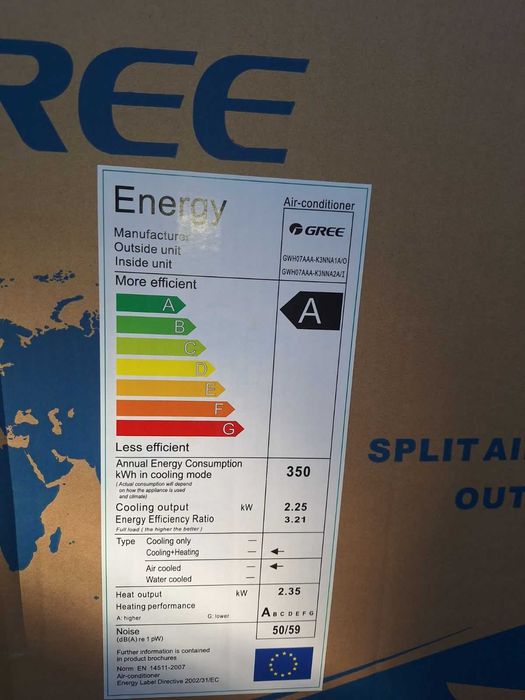 REE
Energy
Air-conditioner
Manufacturer
GREE
Outside unit
GWH07AAA-K3NNA1A/O
Inside unit
GWH07AAA-K3NNA2A/I
More efficient
A
A
B
C
D
E
F
G
Less efficient
Annual Energy Consumption
kWh in cooling mode
350
(Actual consumption will depend
on how the appliance is used
and climate)
Cooling output kW 2.25
Energy Efficiency Ratio 3.21
Full load ( the higher the better )
Type Cooling only —
Cooling+Heating — ←
Air cooled — ←
Water cooled —
Heat output kW 2.35
Heating performance A B C D E F G
A: higher G: lower
Noise 50/59
(dB(A) re 1 pW)
Further information is contained
in product brochures
Norm EN 14511-2007
Air-conditioner
Energy Label Directive 2002/31/EC
SPLIT AI
OUT